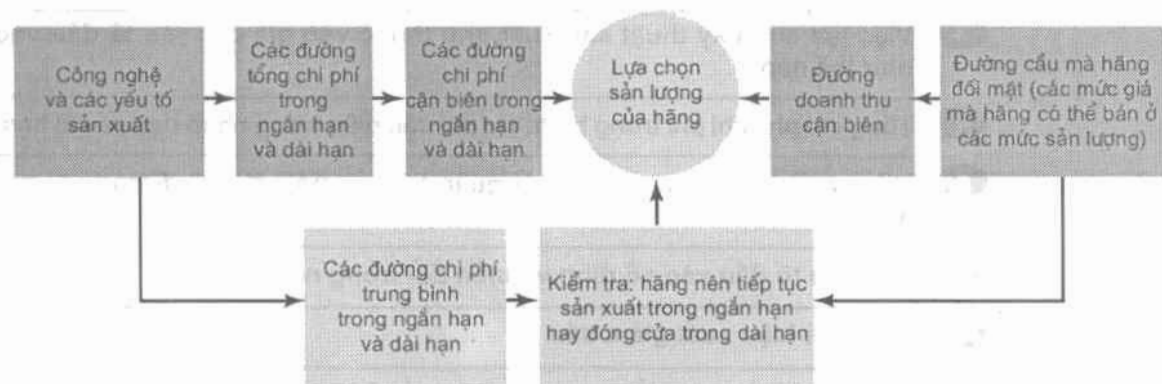 Công nghệ
và các yếu tố
sản xuất
Các đường
tổng chi phí
trong
ngắn hạn
và dài hạn
Các đường
chi phí
cận biên trong
ngắn hạn
và dài hạn
Lựa chọn
sản lượng
của hãng
Đường
doanh thu
cận biên
Đường cầu mà hãng
đối mặt (các mức giá
mà hãng có thể bán ở
các mức sản lượng)
Các đường chi phí
trung bình
trong ngắn hạn
và dài hạn
Kiểm tra: hãng nên tiếp tục
sản xuất trong ngắn hạn
hay đóng cửa trong dài hạn